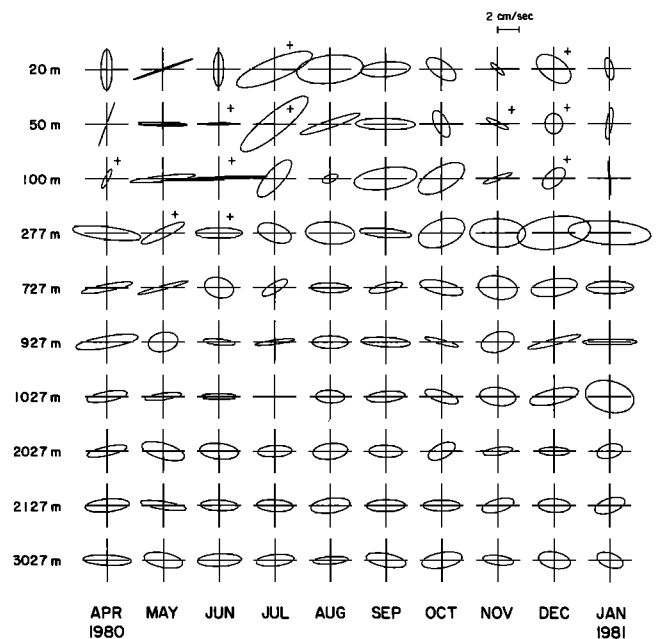 2 cm/sec
20 m + +
50 m + + + +
100 m + + +
277 m + +
727 m
927 m
1027 m
2027 m
2127 m
3027 m
APR MAY JUN JUL AUG SEP OCT NOV DEC JAN
1980 1981